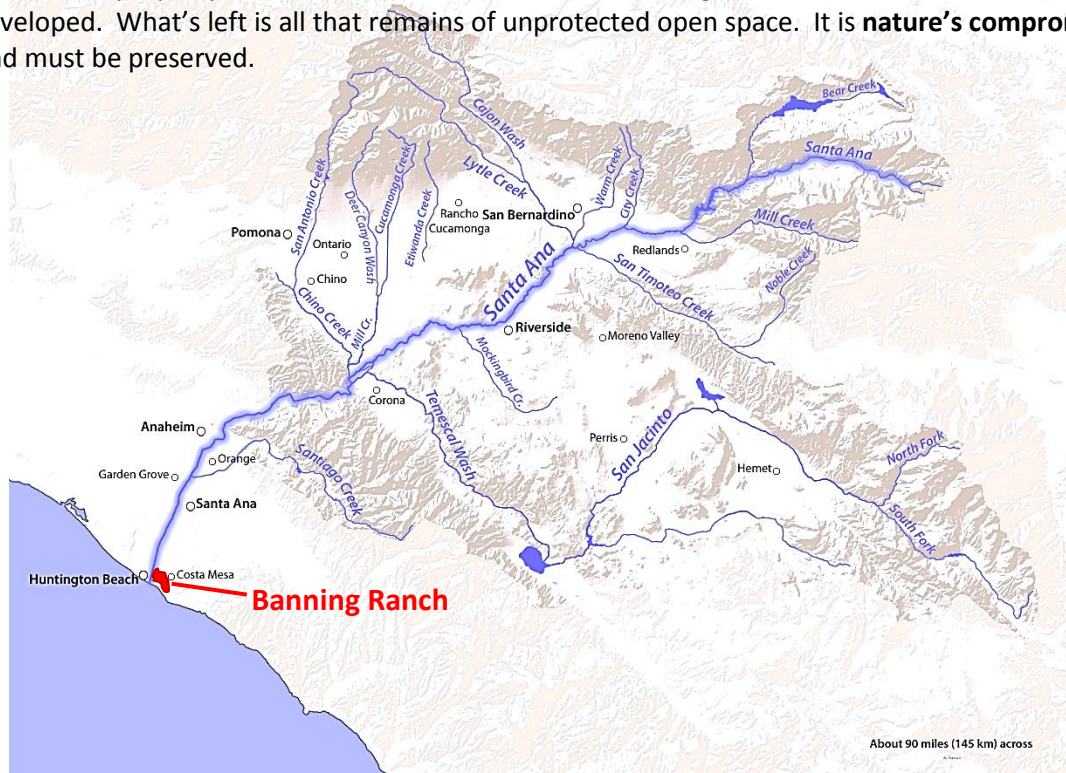 veloped. What's left is all that remains of unprotected open space. It is nature's
must be preserved.
Bear Creek
Cajon Wash
Santa Ana
Lytle Creek
Warm Creek
City Creek
San Antonio Creek
Deer Canyon Wash
Cucamonga Creek
Etiwanda Creek
Rancho
Cucamonga
San Bernardino
Mill Creek
Pomona
Ontario
Redlands
Noble Creek
Chino
San Timoteo Creek
Santa Ana
Chino Creek
Mill Cr.
Riverside
Moreno Valley
Mockingbird Cr.
Corona
Temescal Wash
Anaheim
Orange
Perris
San Jacinto
North Fork
Garden Grove
Santiago Creek
Hemet
Santa Ana
South Fork
Huntington Beach
Costa Mesa
Banning Ranch
About 90 miles (145 km) across